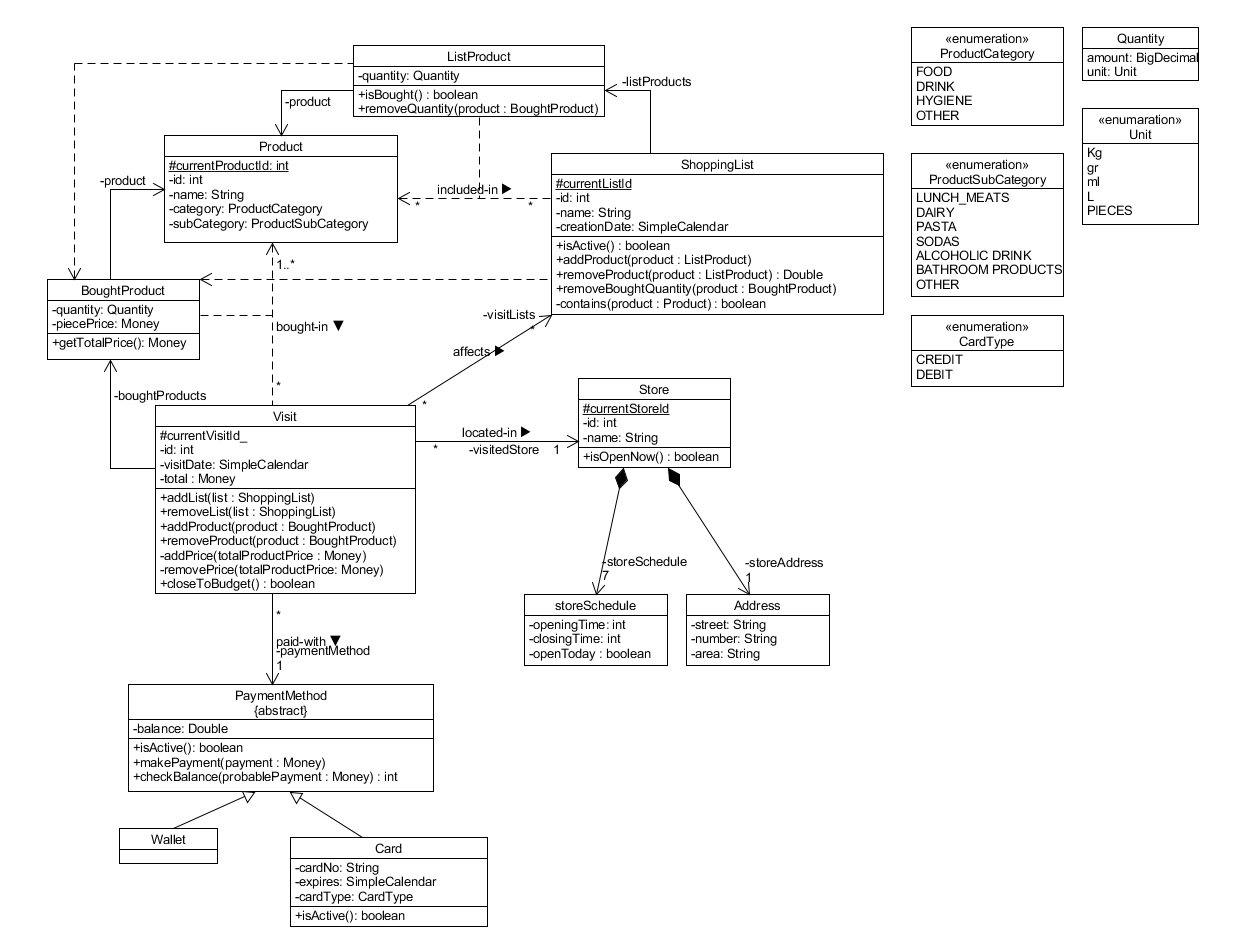 ListProduct
-quantity: Quantity
+isBought() : boolean
+removeQuantity(product : BoughtProduct)
-listProducts
-product
Product
#currentProductId: int
-id: int
-name: String
-category: ProductCategory
-subCategory: ProductSubCategory
-product
included-in
*
*
ShoppingList
#currentListId
-id: int
-name: String
-creationDate: SimpleCalendar
+isActive() : boolean
+addProduct(product : ListProduct)
+removeProduct(product : ListProduct) : Double
+removeBoughtQuantity(product : BoughtProduct)
-contains(product : Product) : boolean
1..*
BoughtProduct
-quantity: Quantity
-piecePrice: Money
+getTotalPrice(): Money
bought-in
*
-visitLists
*
affects
*
-boughtProducts
Visit
#currentVisitId_
-id: int
-visitDate: SimpleCalendar
-total : Money
+addList(list : ShoppingList)
+removeList(list : ShoppingList)
+addProduct(product : BoughtProduct)
+removeProduct(product : BoughtProduct)
-addPrice(totalProductPrice : Money)
-removePrice(totalProductPrice: Money)
+closeToBudget() : boolean
located-in
*
-visitedStore
1
Store
#currentStoreId
-id: int
-name: String
+isOpenNow() : boolean
-storeSchedule
7
-storeAddress
1
storeSchedule
-openingTime: int
-closingTime: int
-openToday : boolean
Address
-street: String
-number: String
-area: String
*
paid-with
-paymentMethod
1
PaymentMethod
{abstract}
-balance: Double
+isActive(): boolean
+makePayment(payment : Money)
+checkBalance(probablePayment : Money) : int
Wallet
Card
-cardNo: String
-expires: SimpleCalendar
-cardType: CardType
+isActive(): boolean
«enumeration»
ProductCategory
FOOD
DRINK
HYGIENE
OTHER
Quantity
amount: BigDecimal
unit: Unit
«enumaration»
Unit
Kg
gr
ml
L
PIECES
«enumeration»
ProductSubCategory
LUNCH_MEATS
DAIRY
PASTA
SODAS
ALCOHOLIC DRINK
BATHROOM PRODUCTS
OTHER
«enumeration»
CardType
CREDIT
DEBIT